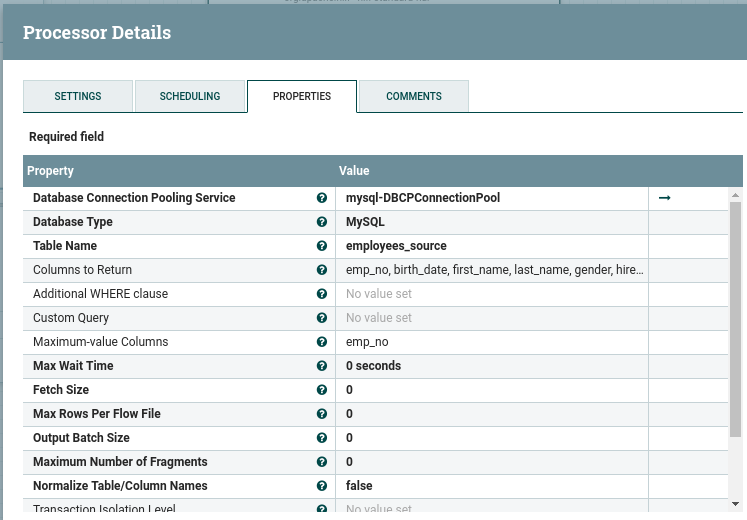 Processor Details
SETTINGS SCHEDULING PROPERTIES COMMENTS
Required field
Property Value
Database Connection Pooling Service mysql-DBCPConnectionPool
Database Type MySQL
Table Name employees_source
Columns to Return emp_no, birth_date, first_name, last_name, gender, hire...
Additional WHERE clause No value set
Custom Query No value set
Maximum-value Columns emp_no
Max Wait Time 0 seconds
Fetch Size 0
Max Rows Per Flow File 0
Output Batch Size 0
Maximum Number of Fragments 0
Normalize Table/Column Names false
Transaction Isolation Level No value set